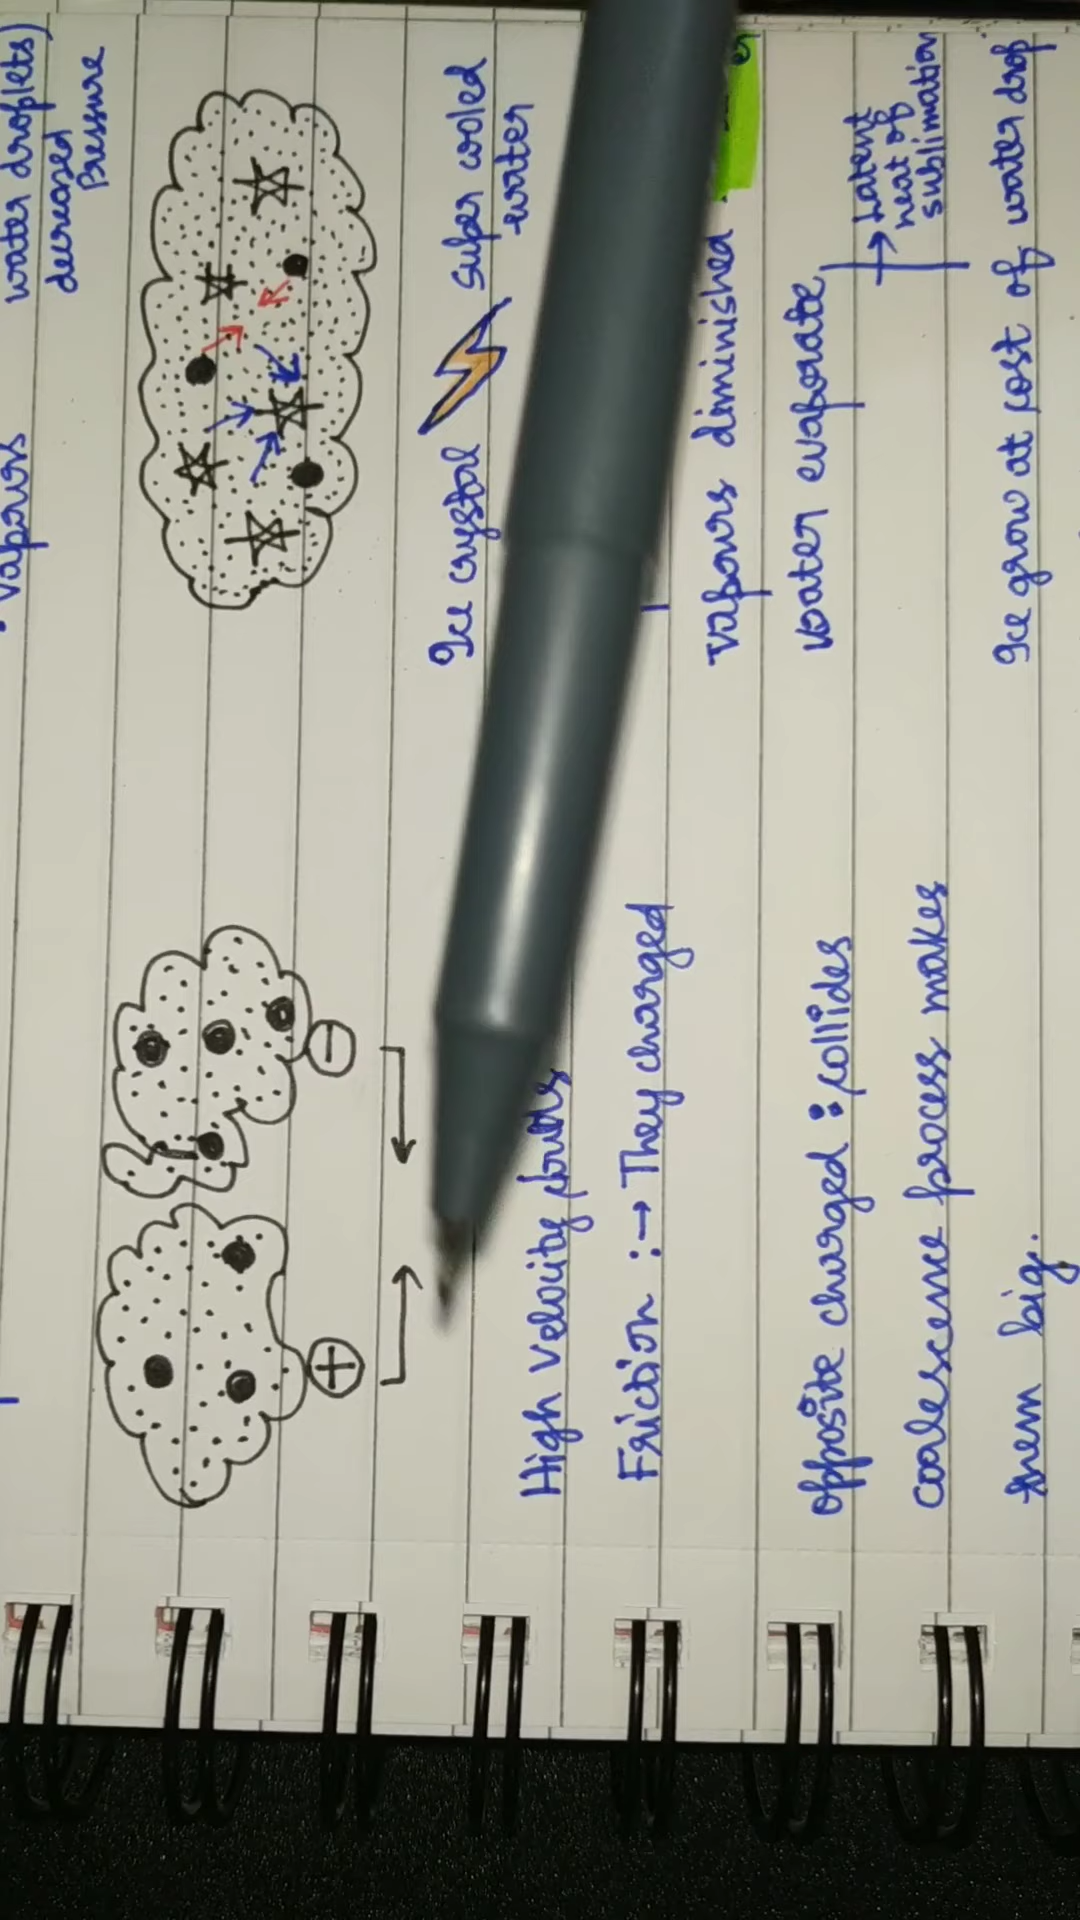 High velocity clouds
Friction :→ They charged
opposite charged : collides
coalescence process makes
them big.
Vapours
water droplets)
decreased
Pressure
Ice crystal
super cooled
water
vapours diminished
water evaporate
→ Latent
heat of
sublimation
Ice grow at cost of water drop
+
−